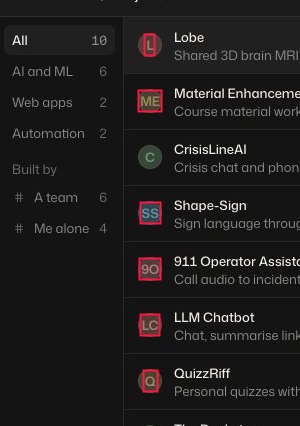 All 10
AI and ML 6
Web apps 2
Automation 2
Built by
# A team 6
# Me alone 4
L
Lobe
Shared 3D brain MRI
ME
Material Enhanceme
Course material work
C
CrisisLineAI
Crisis chat and phon
SS
Shape-Sign
Sign language throug
9O
911 Operator Assista
Call audio to incident
LC
LLM Chatbot
Chat, summarise link
Q
QuizzRiff
Personal quizzes with